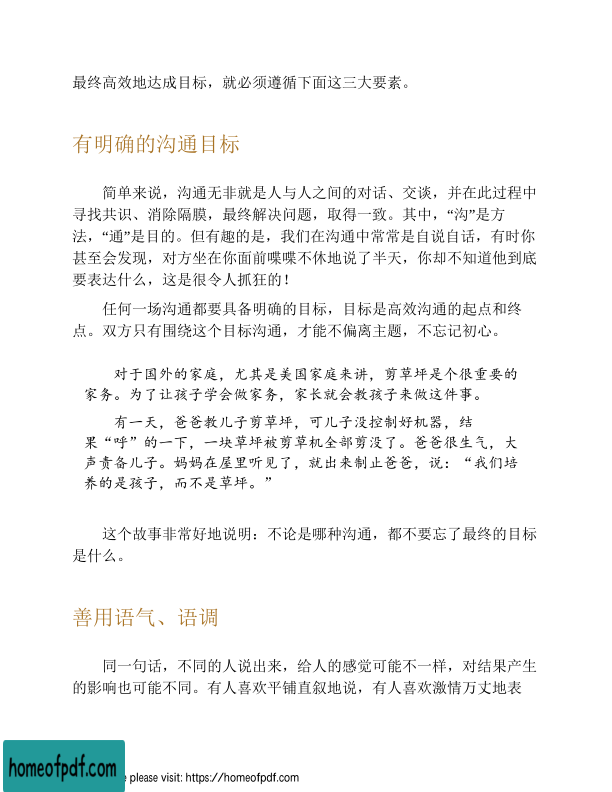 最终高效地达成目标，就必须遵循下面这三大要素。
有明确的沟通目标
简单来说，沟通无非就是人与人之间的对话、交谈，并在此过程中
寻找共识、消除隔膜，最终解决问题，取得一致。其中，“沟”是方
法，“通”是目的。但有趣的是，我们在沟通中常常是自说自话，有时你
甚至会发现，对方坐在你面前喋喋不休地说了半天，你却不知道他到底
要表达什么，这是很令人抓狂的！
任何一场沟通都要具备明确的目标，目标是高效沟通的起点和终
点。双方只有围绕这个目标沟通，才能不偏离主题，不忘记初心。
对于国外的家庭，尤其是美国家庭来讲，剪草坪是个很重要的
家务。为了让孩子学会做家务，家长就会教孩子来做这件事。
有一天，爸爸教儿子剪草坪，可儿子没控制好机器，结
果“呼”的一下，一块草坪被剪草机全部剪没了。爸爸很生气，大
声责备儿子。妈妈在屋里听见了，就出来制止爸爸，说：“我们培
养的是孩子，而不是草坪。”
这个故事非常好地说明：不论是哪种沟通，都不要忘了最终的目标
是什么。
善用语气、语调
同一句话，不同的人说出来，给人的感觉可能不一样，对结果产生
的影响也可能不同。有人喜欢平铺直叙地说，有人喜欢激情万丈地表
homeofpdf.com
e please visit: https://homeofpdf.com